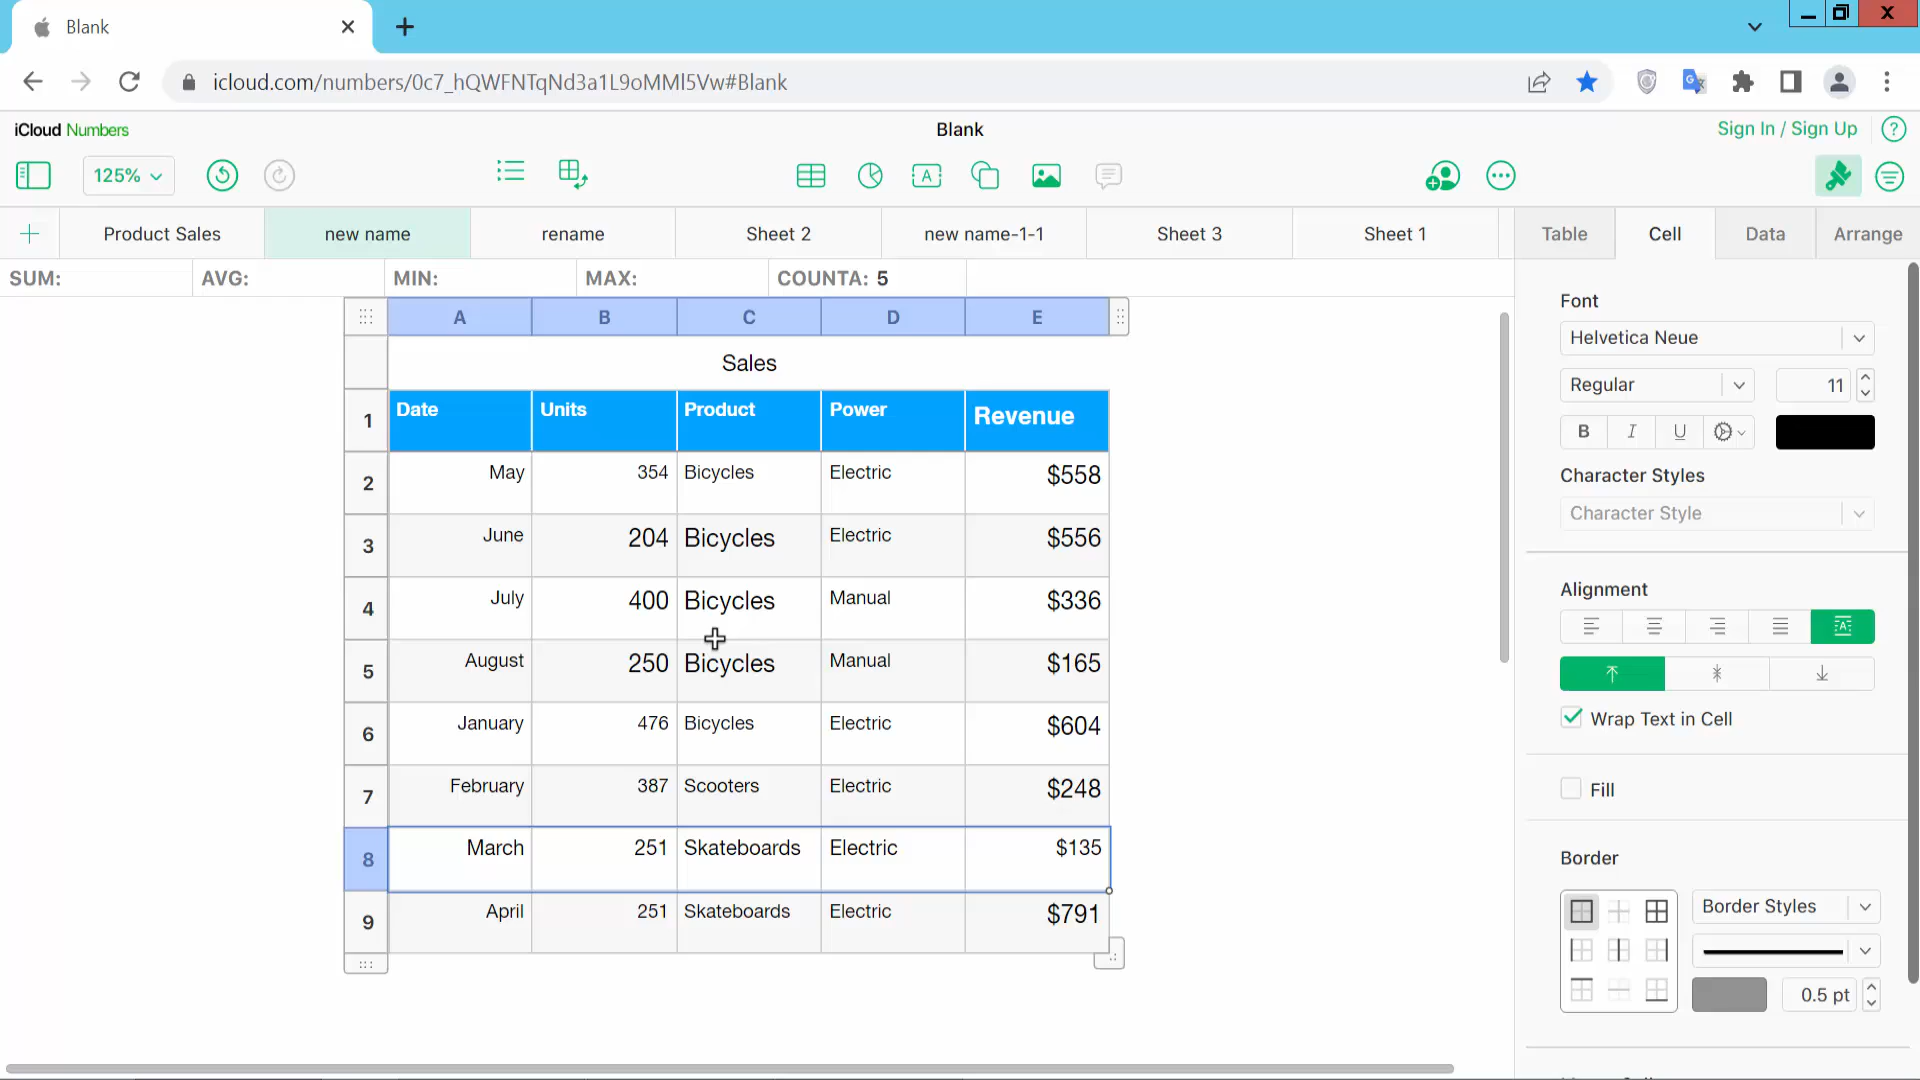 Blank
icloud.com/numbers/0c7_hQWFNTqNd3a1L9oMMl5Vw#Blank
iCloud Numbers
Blank
Sign In / Sign Up
125%
Product Sales new name rename Sheet 2 new name-1-1 Sheet 3 Sheet 1
Table Cell Data Arrange
SUM: AVG: MIN: MAX: COUNTA: 5
A B C D E
Sales
1 Date Units Product Power Revenue
2 May 354 Bicycles Electric $558
3 June 204 Bicycles Electric $556
4 July 400 Bicycles Manual $336
5 August 250 Bicycles Manual $165
6 January 476 Bicycles Electric $604
7 February 387 Scooters Electric $248
8 March 251 Skateboards Electric $135
9 April 251 Skateboards Electric $791
Font
Helvetica Neue
Regular 11
B I U
Character Styles
Character Style
Alignment
Wrap Text in Cell
Fill
Border
Border Styles
0.5 pt